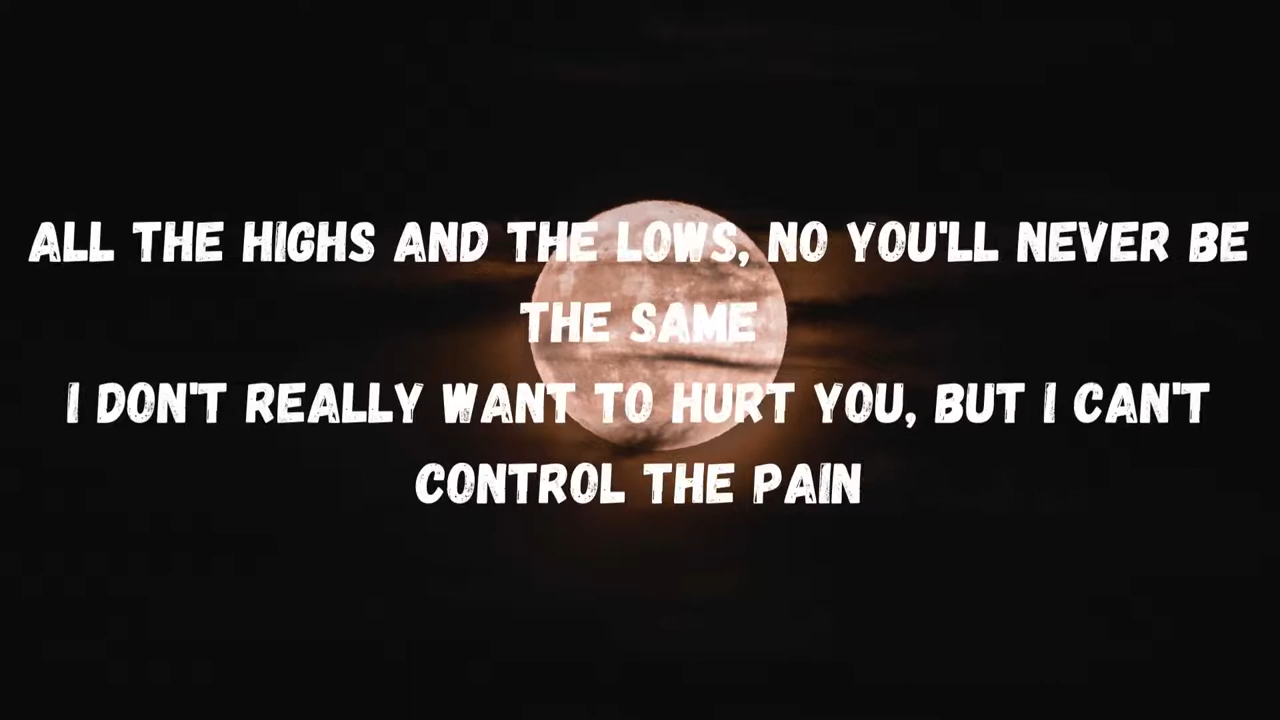 ALL THE HIGHS AND THE LOWS, NO YOU'LL NEVER BE
THE SAME
I DON'T REALLY WANT TO HURT YOU, BUT I CAN'T
CONTROL THE PAIN